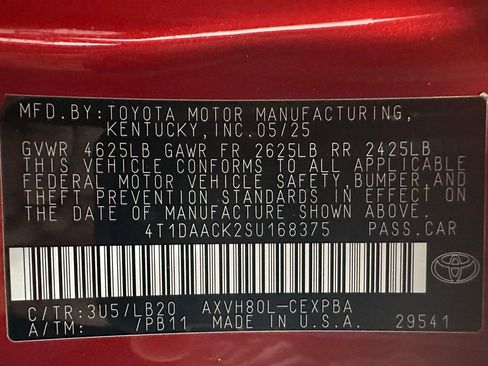 MFD.BY:TOYOTA MOTOR MANUFACTURING,
KENTUCKY,INC.05/25
GVWR 4625LB GAWR FR 2625LB RR 2425LB
THIS VEHICLE CONFORMS TO ALL APPLICABLE
FEDERAL MOTOR VEHICLE SAFETY,BUMPER,AND
THEFT PREVENTION STANDARDS IN EFFECT ON
THE DATE OF MANUFACTURE SHOWN ABOVE.
4T1DAACK2SU168375 PASS.CAR
C/TR:3U5/LB20 AXVH80L-CEXPBA
A/TM: /PB11 MADE IN U.S.A. 29541